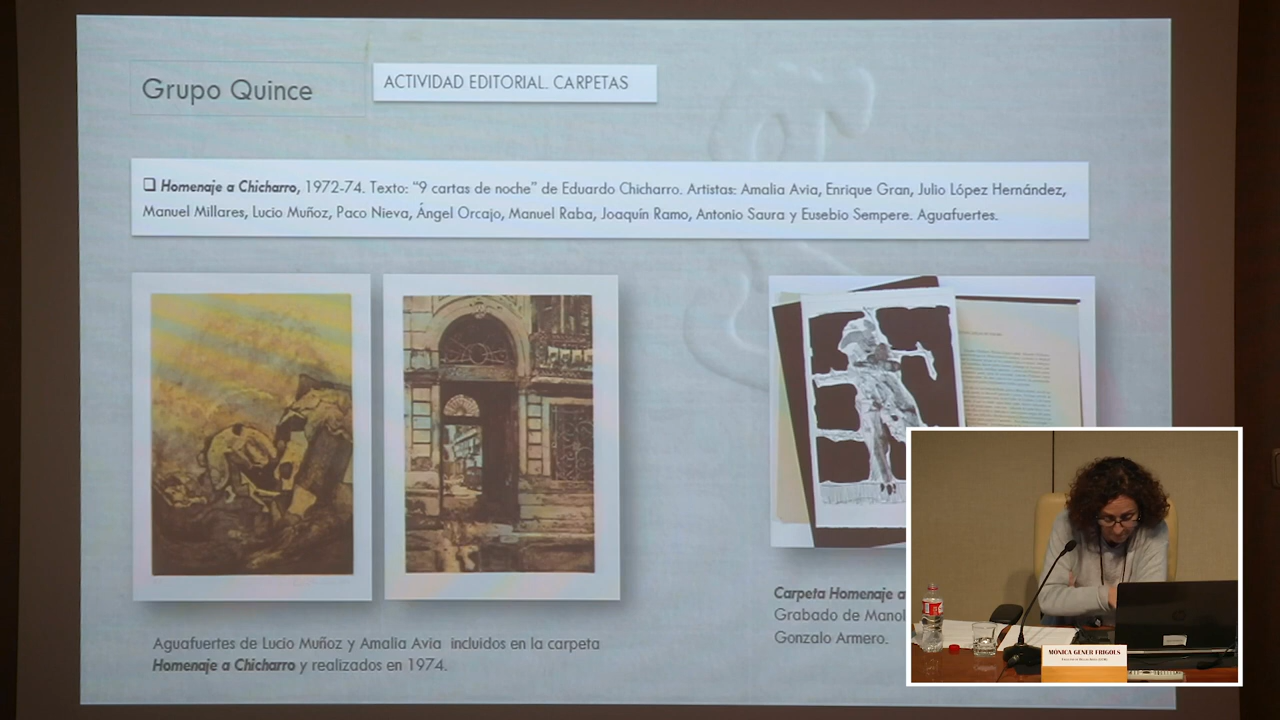 Grupo Quince
ACTIVIDAD EDITORIAL. CARPETAS
❑ Homenaje a Chicharro, 1972-74. Texto: “9 cartas de noche” de Eduardo Chicharro. Artistas: Amalia Avia, Enrique Gran, Julio López Hernández,
Manuel Millares, Lucio Muñoz, Paco Nieva, Ángel Orcajo, Manuel Raba, Joaquín Ramo, Antonio Saura y Eusebio Sempere. Aguafuertes.
Aguafuertes de Lucio Muñoz y Amalia Avia incluidos en la carpeta
Homenaje a Chicharro y realizados en 1974.
Carpeta Homenaje a
Grabado de Manol
Gonzalo Armero.
MÓNICA GENER FRIGOLS